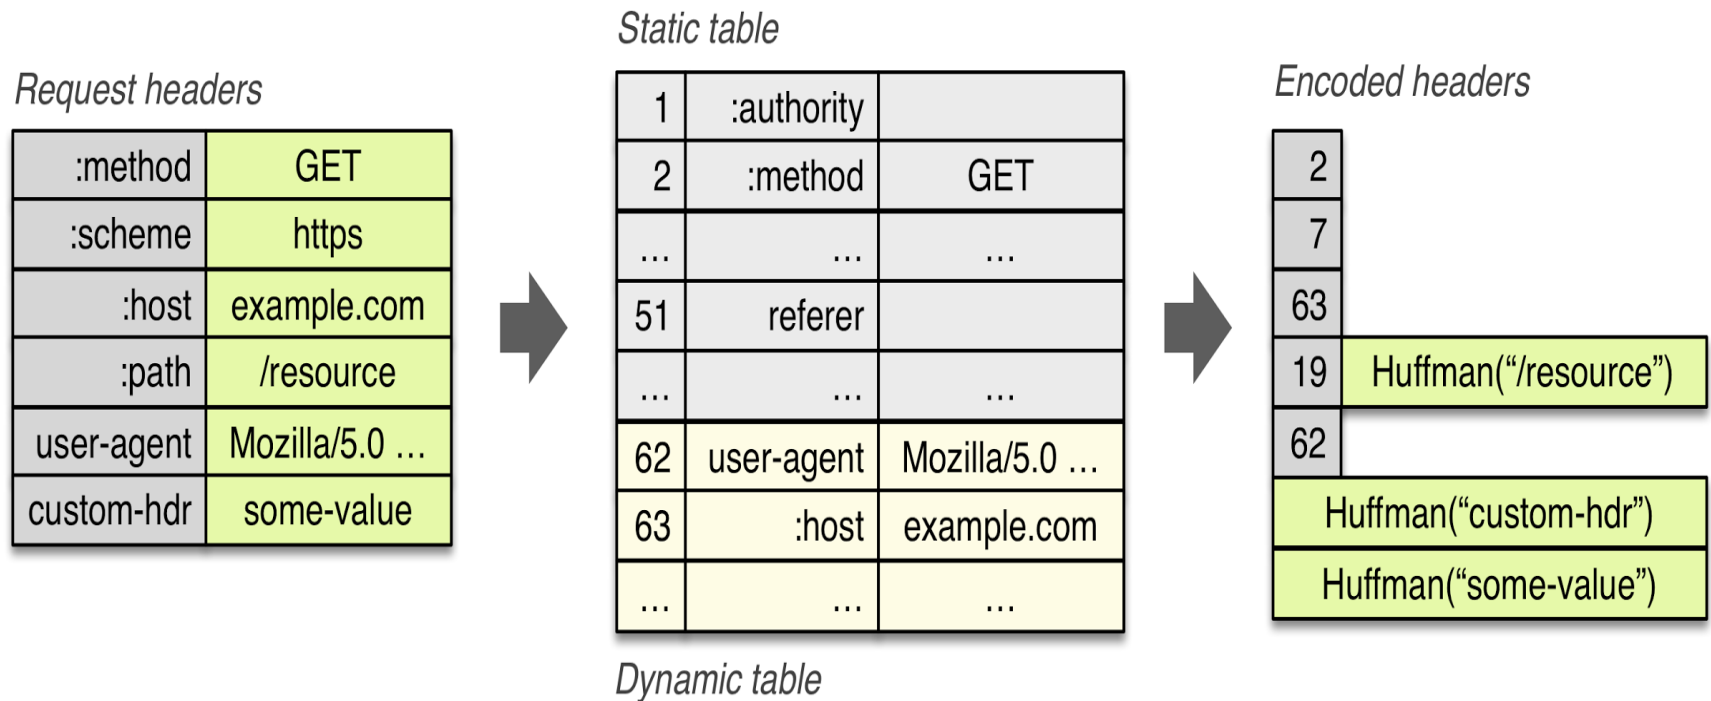 Request headers
:method GET
:scheme https
:host example.com
:path /resource
user-agent Mozilla/5.0 …
custom-hdr some-value
Static table
1 :authority
2 :method GET
… … …
51 referer
… … …
62 user-agent Mozilla/5.0 …
63 :host example.com
… … …
Dynamic table
Encoded headers
2
7
63
19 Huffman(“/resource”)
62
Huffman(“custom-hdr”)
Huffman(“some-value”)